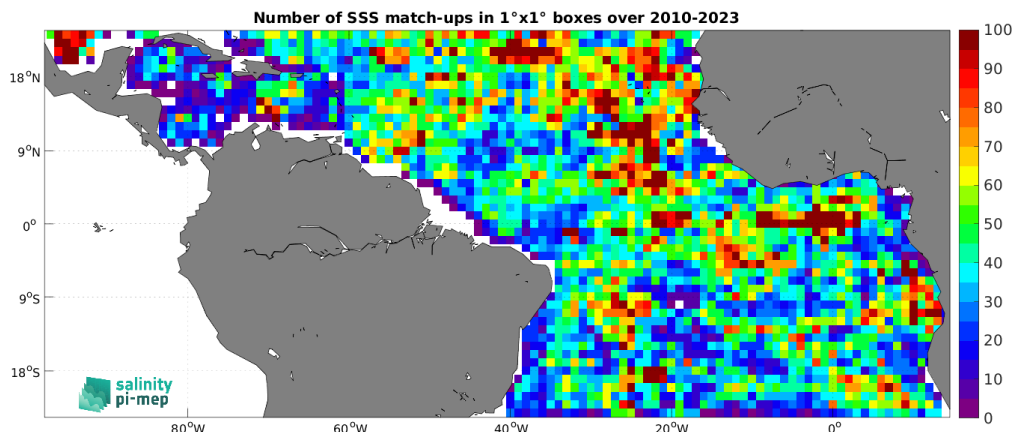 Number of SSS match-ups in 1°x1° boxes over 2010-2023
18°N
9°N
0°
9°S
18°S
80°W
60°W
40°W
20°W
0°
100
90
80
70
60
50
40
30
20
10
0
salinity
pi-mep